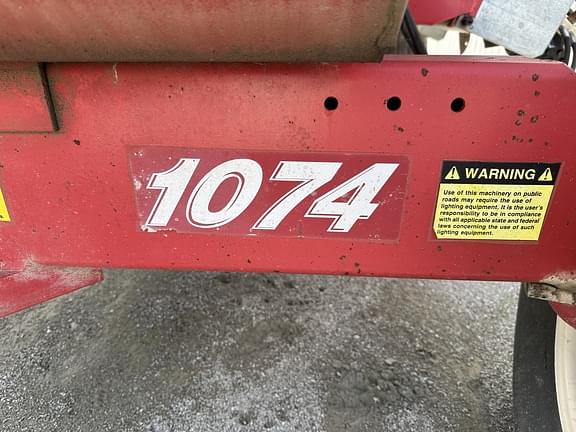 1074
WARNING
Use of this machinery on public
roads may require the use of
lighting equipment. It is the user's
responsibility to be in compliance
with all applicable state and federal
laws concerning the use of such
lighting equipment.